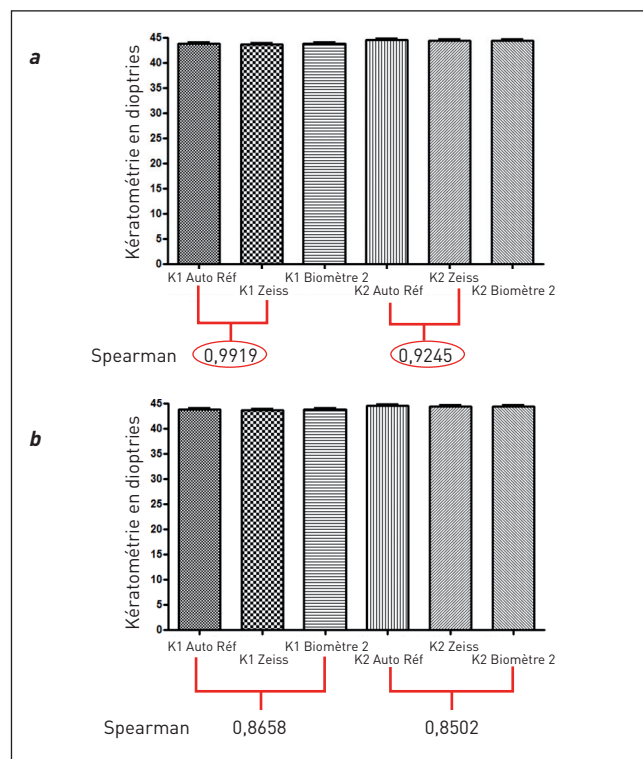 a
Kératométrie en dioptries
45
40
35
30
25
20
15
10
5
0
K1 Auto Réf K1 Zeiss K1 Biomètre 2 K2 Auto Réf K2 Zeiss K2 Biomètre 2
Spearman 0,9919 0,9245
b
Kératométrie en dioptries
45
40
35
30
25
20
15
10
5
0
K1 Auto Réf K1 Zeiss K1 Biomètre 2 K2 Auto Réf K2 Zeiss K2 Biomètre 2
Spearman 0,8658 0,8502